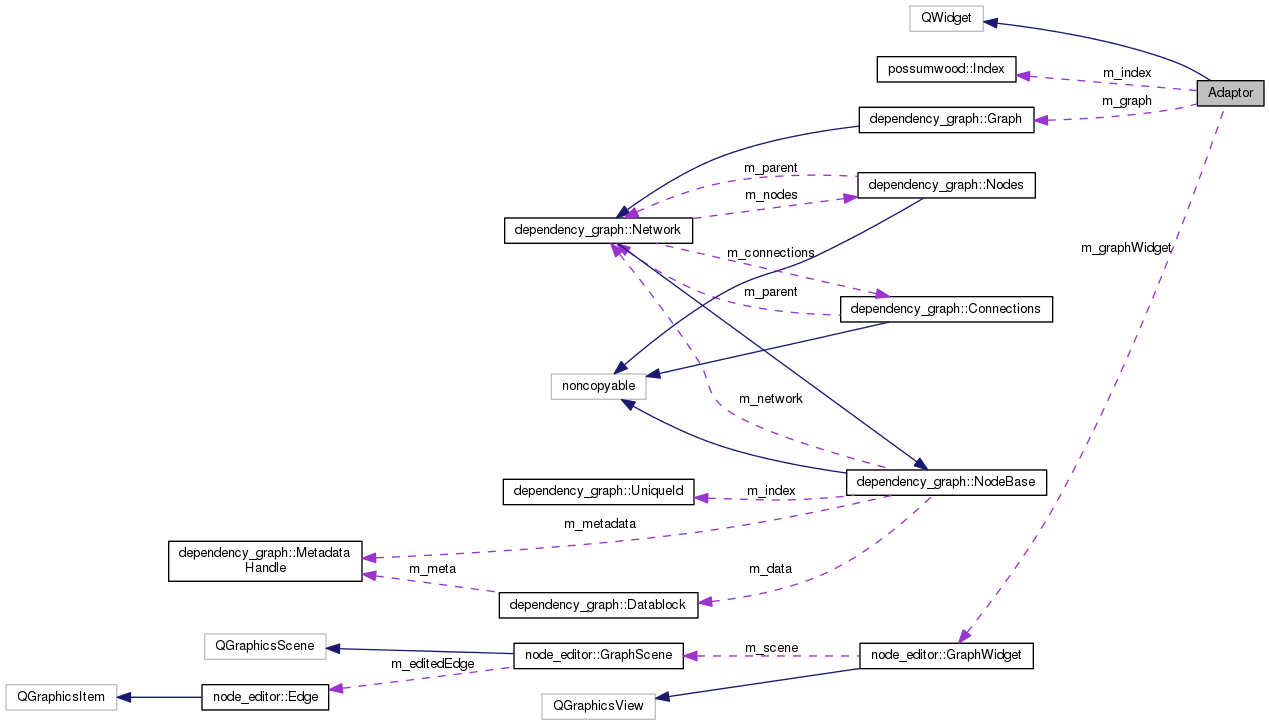 QWidget
possumwood::Index
m_index
Adaptor
m_graph
dependency_graph::Graph
m_parent
dependency_graph::Nodes
m_nodes
dependency_graph::Network
m_graphWidget
m_connections
m_parent
dependency_graph::Connections
noncopyable
m_network
dependency_graph::NodeBase
dependency_graph::UniqueId
m_index
m_metadata
dependency_graph::Metadata
Handle
m_meta
m_data
dependency_graph::Datablock
QGraphicsScene
node_editor::GraphScene
m_scene
node_editor::GraphWidget
m_editedEdge
QGraphicsItem
node_editor::Edge
QGraphicsView